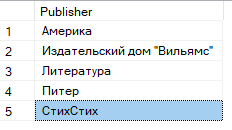 Publisher
1 Америка
2 Издательский дом "Вильямс"
3 Литература
4 Питер
5 СтихСтих